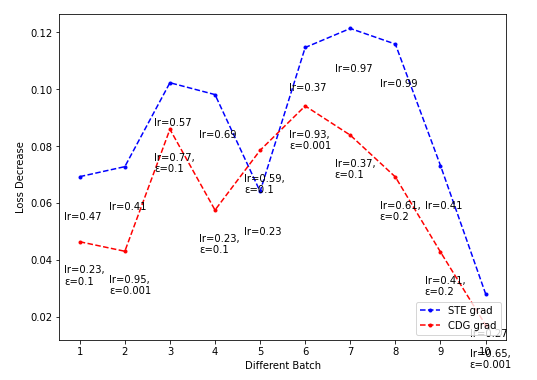 0.12
0.10
0.08
0.06
0.04
0.02
Loss Decrease
lr=0.47
lr=0.41
lr=0.57
lr=0.69
lr=0.23
lr=0.37
lr=0.97
lr=0.99
lr=0.41
lr=0.27
lr=0.23,
ε=0.1
lr=0.95,
ε=0.001
lr=0.77,
ε=0.1
lr=0.23,
ε=0.1
lr=0.59,
ε=0.1
lr=0.93,
ε=0.001
lr=0.37,
ε=0.1
lr=0.61,
ε=0.2
lr=0.41,
ε=0.2
lr=0.65,
ε=0.001
STE grad
CDG grad
1 2 3 4 5 6 7 8 9 10
Different Batch